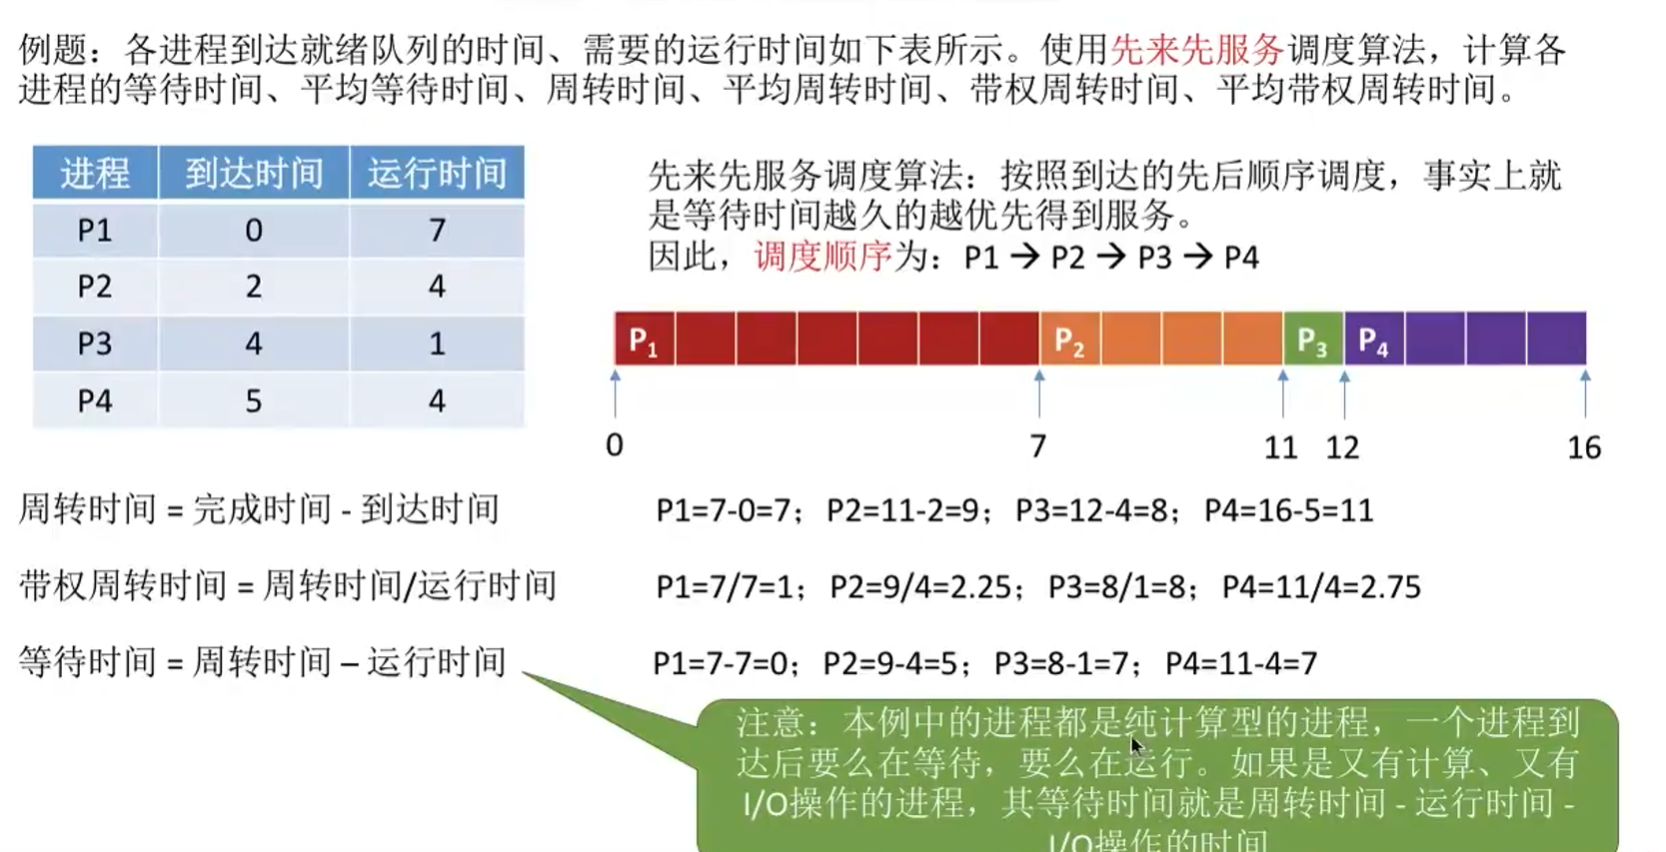 例题：各进程到达就绪队列的时间、需要的运行时间如下表所示。使用先来先服务调度算法，计算各
进程的等待时间、平均等待时间、周转时间、平均周转时间、带权周转时间、平均带权周转时间。
进程 到达时间 运行时间
P1 0 7
P2 2 4
P3 4 1
P4 5 4
先来先服务调度算法：按照到达的先后顺序调度，事实上就
是等待时间越久的越优先得到服务。
因此，调度顺序为：P1 → P2 → P3 → P4
P1 P2 P3 P4
0 7 11 12 16
周转时间 = 完成时间 - 到达时间
P1=7-0=7；P2=11-2=9；P3=12-4=8；P4=16-5=11
带权周转时间 = 周转时间/运行时间
P1=7/7=1；P2=9/4=2.25；P3=8/1=8；P4=11/4=2.75
等待时间 = 周转时间 – 运行时间
P1=7-7=0；P2=9-4=5；P3=8-1=7；P4=11-4=7
注意：本例中的进程都是纯计算型的进程，一个进程到
达后要么在等待，要么在运行。如果是又有计算、又有
I/O操作的进程，其等待时间就是周转时间 - 运行时间 -
I/O操作的时间